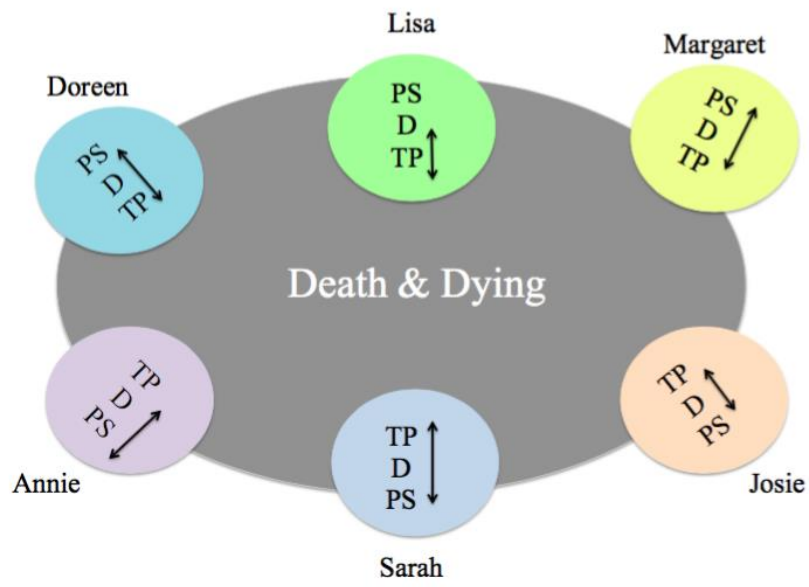 Lisa
Margaret
Doreen
PS
D
TP
PS
D
TP
PS
D
TP
Death & Dying
TP
D
PS
TP
D
PS
TP
D
PS
Annie
Josie
Sarah